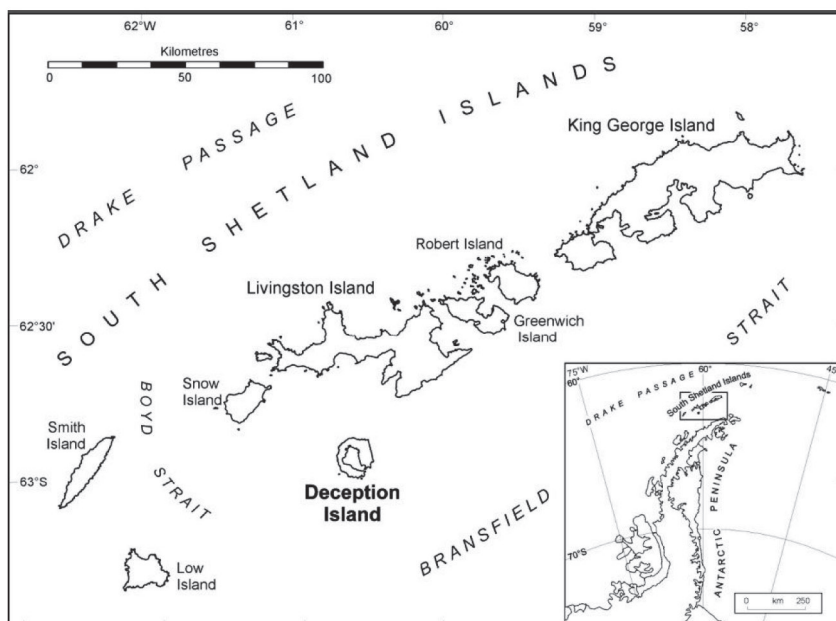 62°W
61°
60°
59°
58°
Kilometres
0
50
100
DRAKE PASSAGE
SOUTH SHETLAND ISLANDS
King George Island
62°
Robert Island
Livingston Island
62°30'
Greenwich
Island
STRAIT
BOYD
STRAIT
Snow
Island
Smith
Island
63°S
Deception
Island
BRANSFIELD
Low
Island
75°W
60°
60°
45°
DRAKE PASSAGE
South Shetland Islands
ANTARCTIC PENINSULA
70°S
0 km 250